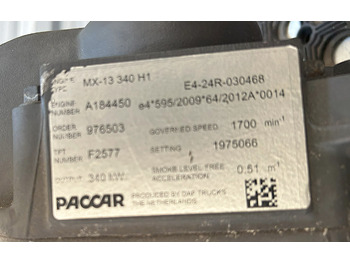 ENGINE TYPE MX-13 340 H1 E4-24R-030468
ENGINE NUMBER A184450 e4*595/2009*64/2012A*0014
ORDER NUMBER 976503 GOVERNED SPEED 1700 min⁻¹
TPT NUMBER F2577 SETTING 1975066
OUTPUT 340 kW SMOKE LEVEL FREE ACCELERATION 0.51 m⁻¹
PACCAR PRODUCED BY DAF TRUCKS
THE NETHERLANDS